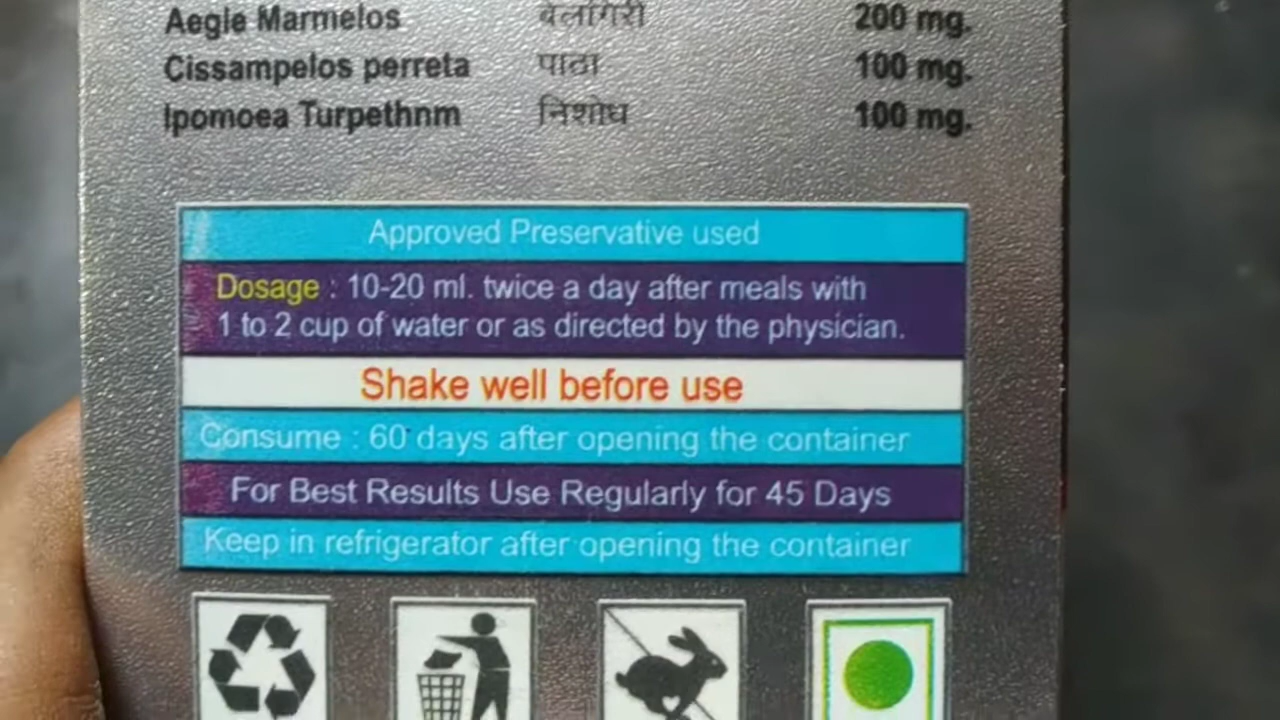 Aegle Marmelos बेलगिरी 200 mg.
Cissampelos perreta पाठा 100 mg.
Ipomoea Turpethnm निशोध 100 mg.
Approved Preservative used
Dosage : 10-20 ml. twice a day after meals with
1 to 2 cup of water or as directed by the physician.
Shake well before use
Consume : 60 days after opening the container
For Best Results Use Regularly for 45 Days
Keep in refrigerator after opening the container